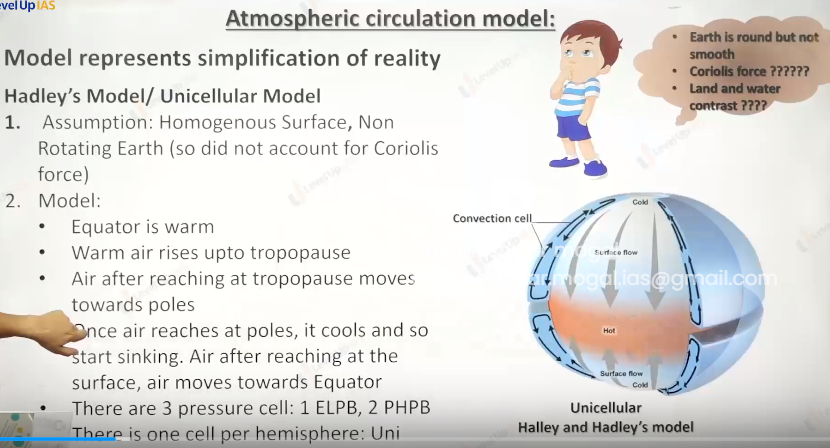 evelUpIAS
Atmospheric circulation model:
Model represents simplification of reality
Hadley's Model/ Unicellular Model
1. Assumption: Homogenous Surface, Non
Rotating Earth (so did not account for Coriolis
force)
2. Model:
• Equator is warm
• Warm air rises upto tropopause
• Air after reaching at tropopause moves
towards poles
Once air reaches at poles, it cools and so
start sinking. Air after reaching at the
surface, air moves towards Equator
• There are 3 pressure cell: 1 ELPB, 2 PHPB
There is one cell per hemisphere: Uni
• Earth is round but not
smooth
• Coriolis force ??????
• Land and water
contrast ????
Convection cell
Cold
Surface flow
ar.mogal.ias@gmail.com
Hot
Surface flow
Cold
Unicellular
Halley and Hadley's model